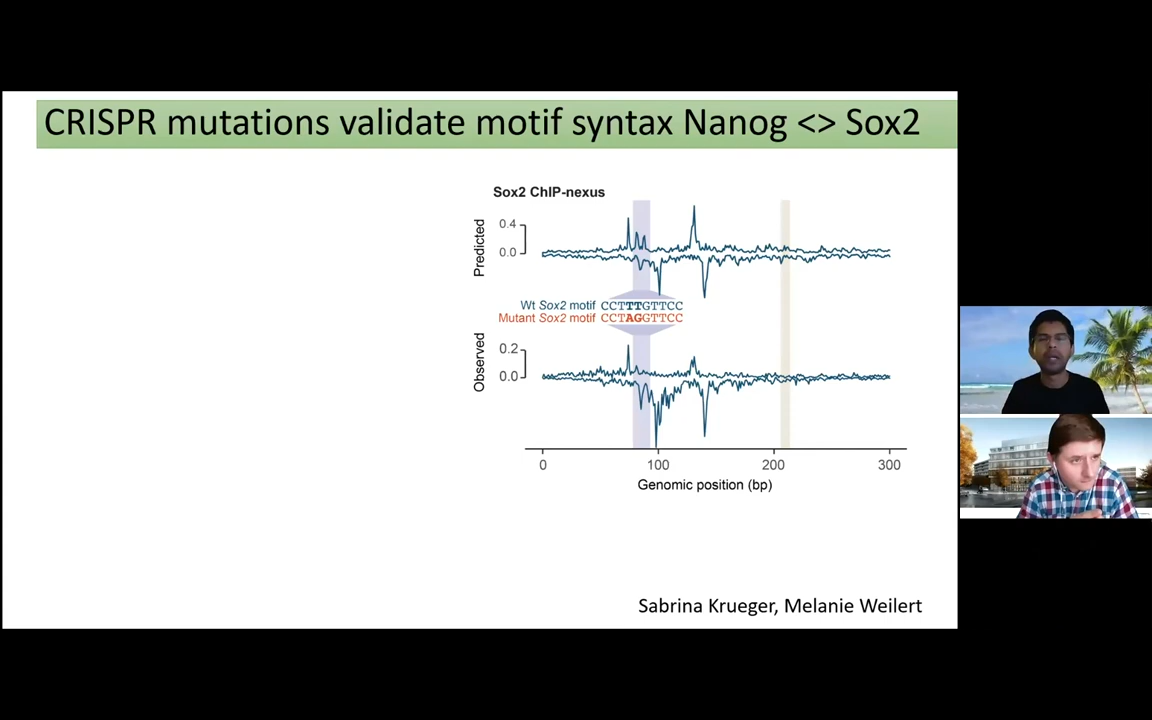 CRISPR mutations validate motif syntax Nanog <> Sox2
Sox2 ChIP-nexus
Predicted
0.4
0.0
Wt Sox2 motif CCTTTGTTCC
Mutant Sox2 motif CCTAGGTTCC
Observed
0.2
0.0
0 100 200 300
Genomic position (bp)
Sabrina Krueger, Melanie Weilert